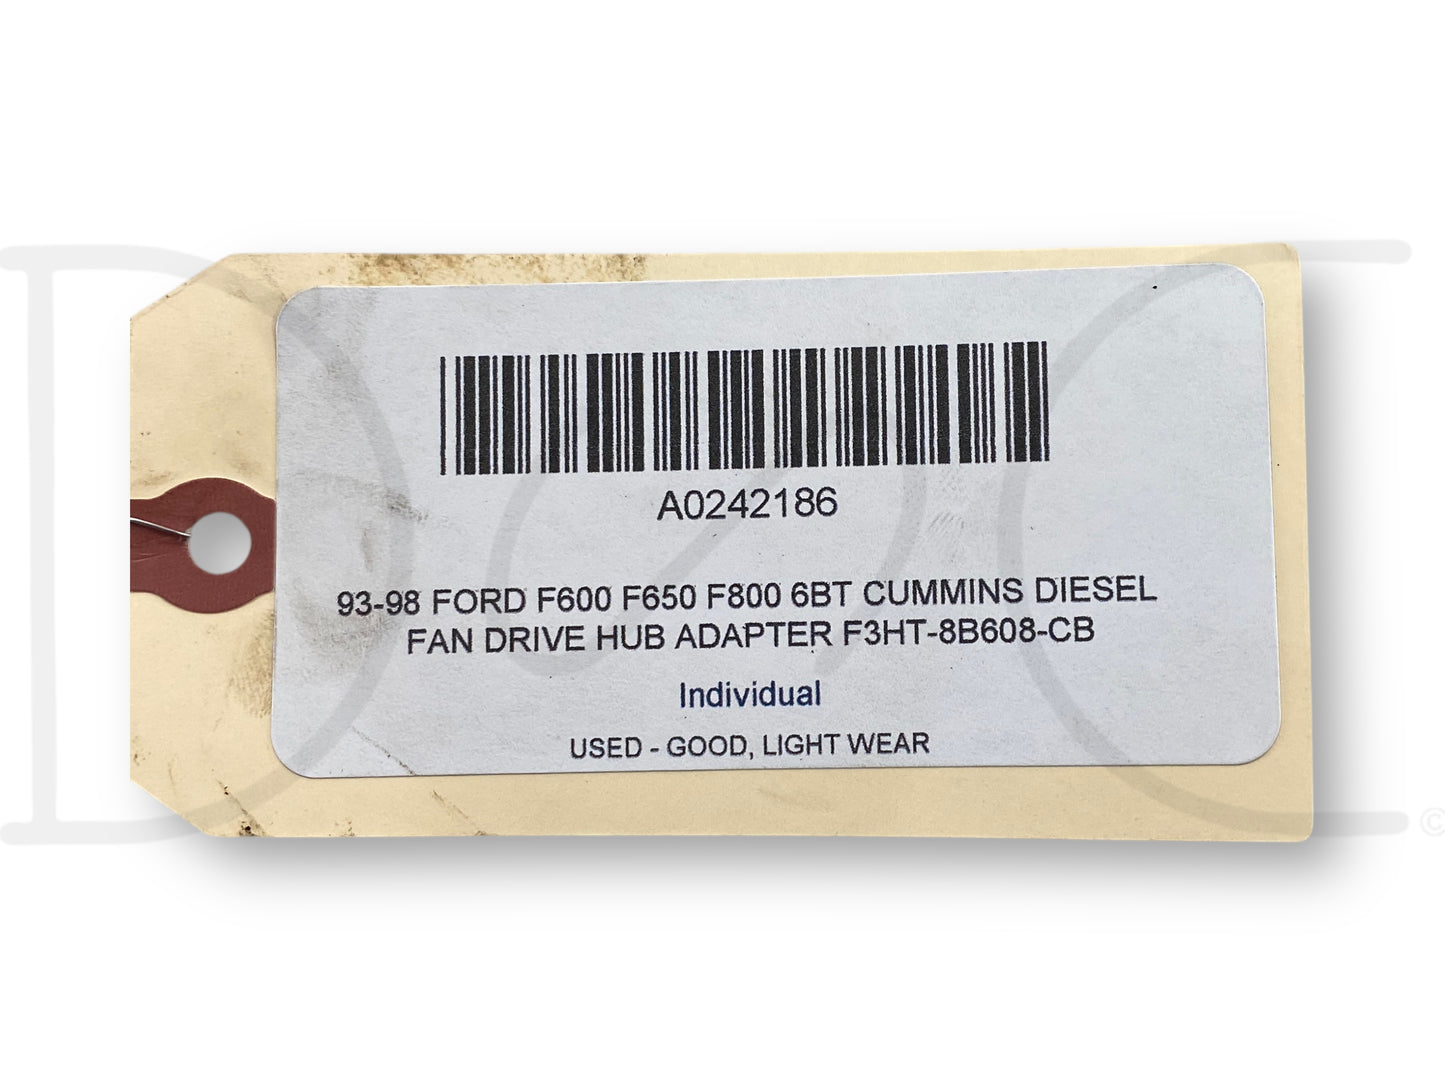 A0242186
93-98 FORD F600 F650 F800 6BT CUMMINS DIESEL
FAN DRIVE HUB ADAPTER F3HT-8B608-CB
Individual
USED - GOOD, LIGHT WEAR
©